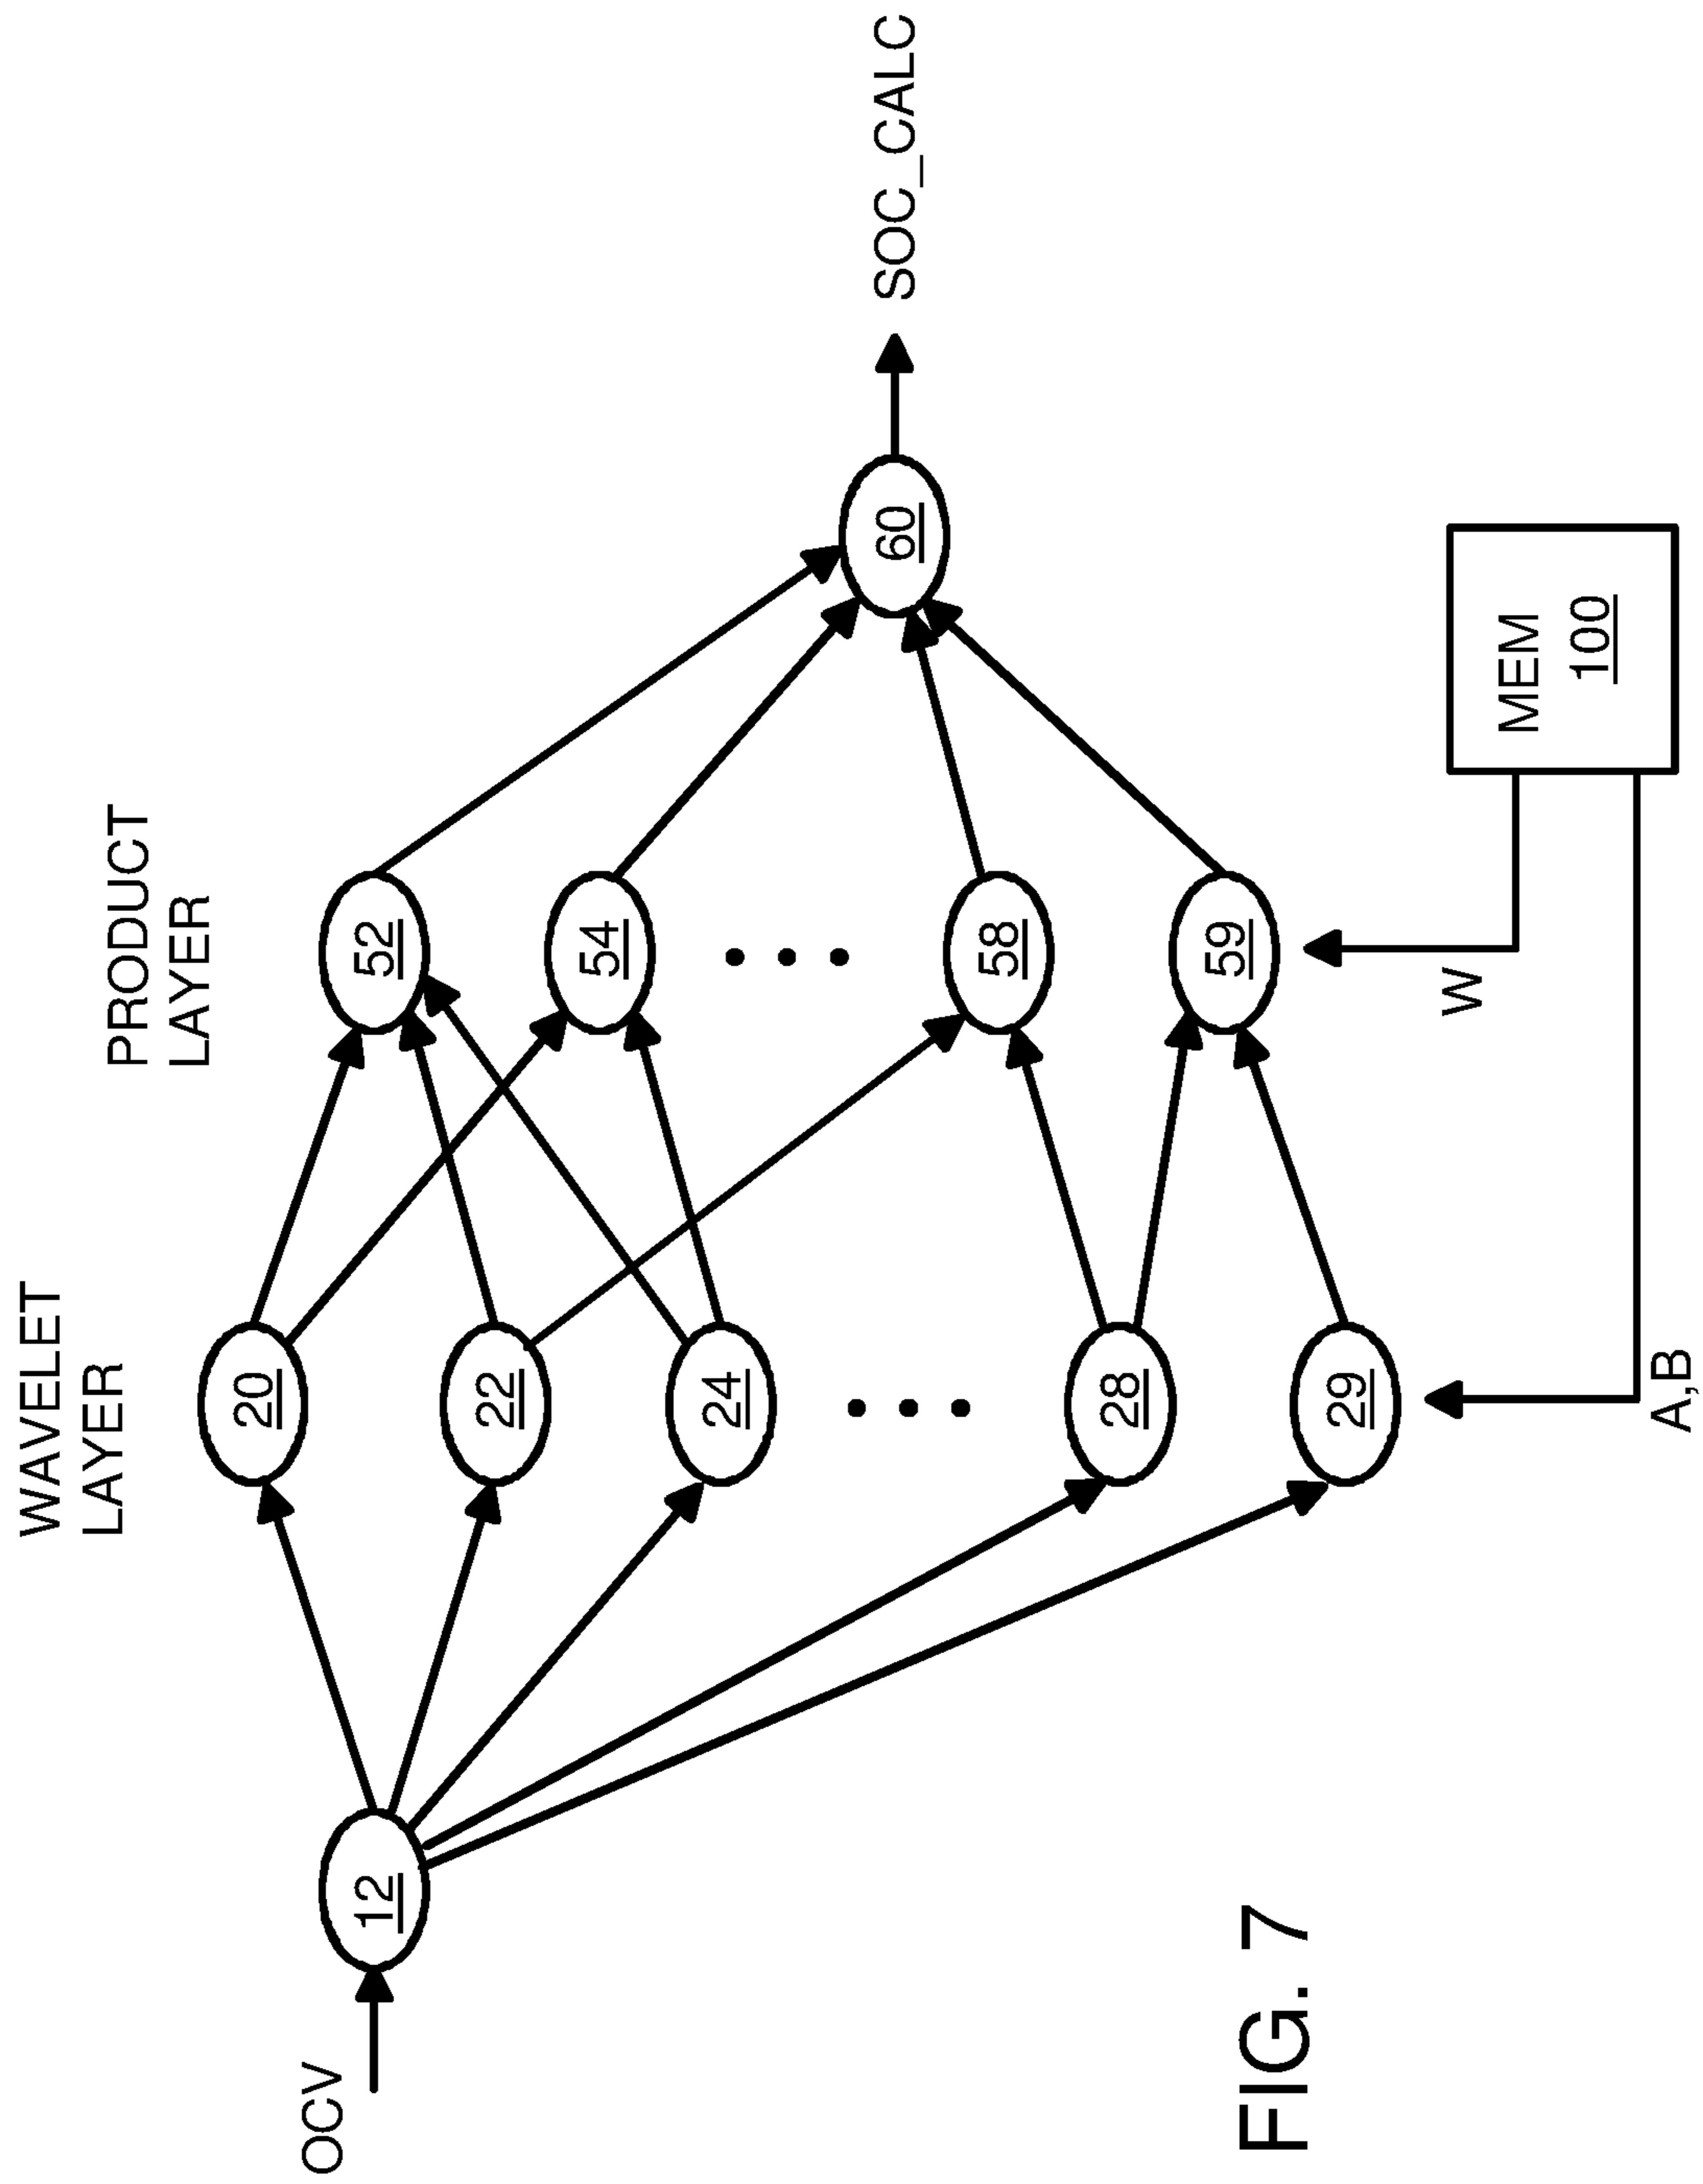 WAVELET
LAYER
PRODUCT
LAYER
OCV
12
20
22
24
28
29
52
54
58
59
60
SOC_CALC
W
A,B
MEM
100
FIG. 7